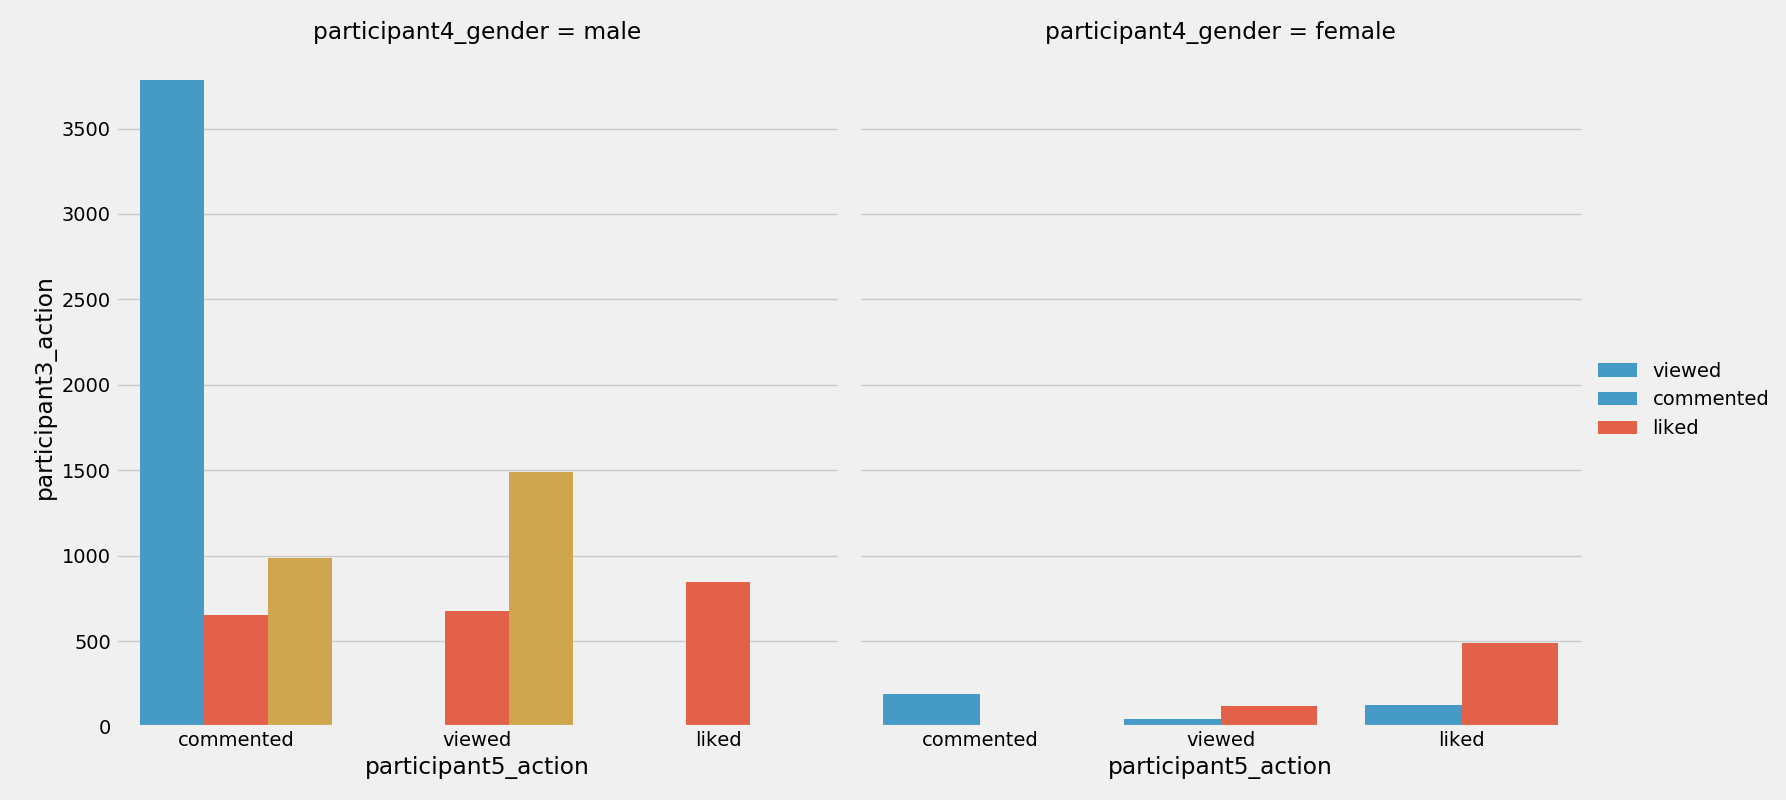 participant4_gender = male
participant4_gender = female
participant3_action
3500
3000
2500
2000
1500
1000
500
0
commented viewed liked
commented viewed liked
participant5_action
participant5_action
viewed
commented
liked